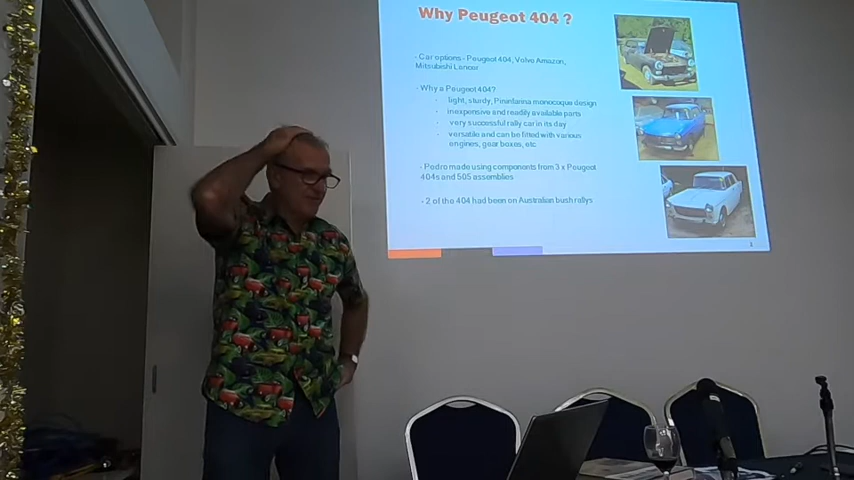 Why Peugeot 404 ?
- Car options - Peugeot 404, Volvo Amazon,
Mitsubishi Lancer
- Why a Peugeot 404?
• light, sturdy, Pininfarina monocoque design
• inexpensive and readily available parts
• very successful rally car in its day
• versatile and can be fitted with various
engines, gear boxes, etc
- Pedro made using components from 3 x Peugeot
404s and 505 assembley
- 2 of the 404 had been on Australian bush rallys
1